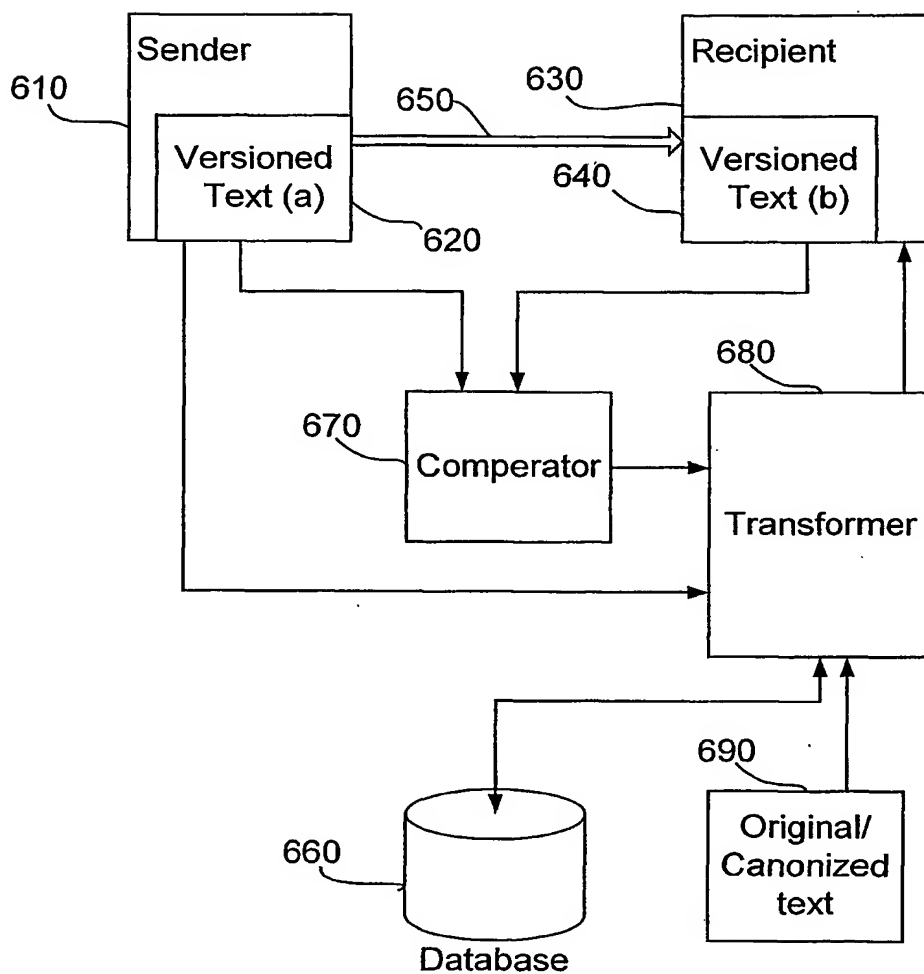 Sender
Recipient
610
650
630
Versioned
Text (a)
640
Versioned
Text (b)
620
680
670
Comperator
Transformer
690
660
Original/
Canonized
text
Database